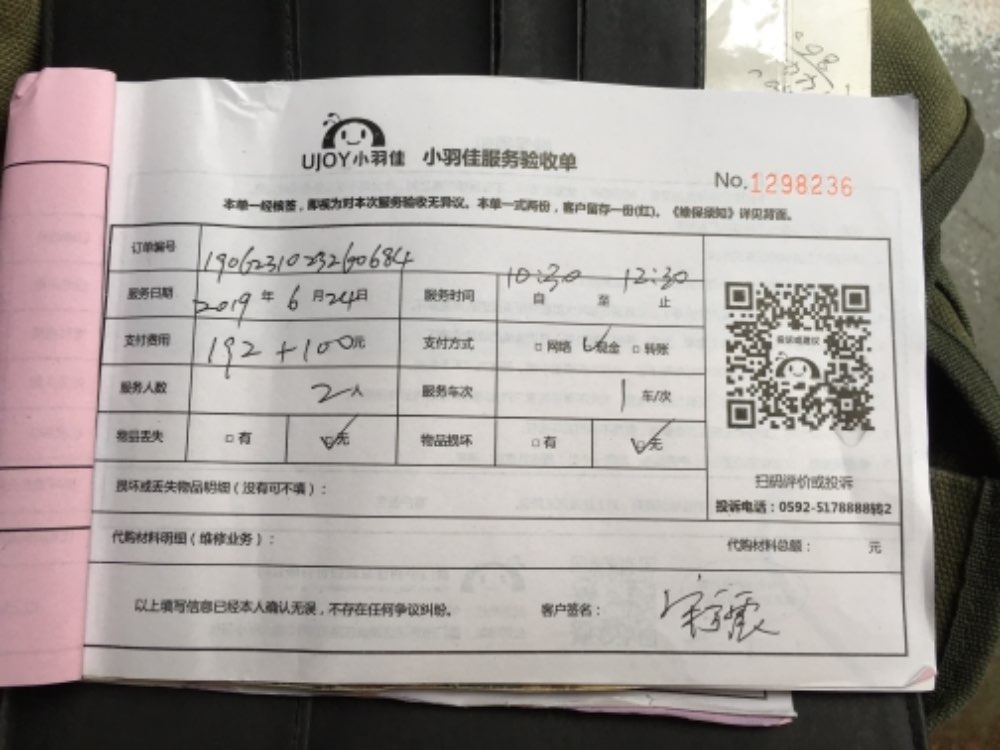 UJOY小羽佳 小羽佳服务验收单
No.1298236
本单一经核签，即视为对本次服务验收无异议。本单一式两份，客户留存一份(红)。《维保须知》详见背面。
订单编号 190623102326060684
服务日期 2019年6月24日 服务时间 10:30 自 至 12:30 止
支付费用 192+100元 支付方式 □网络 ☑现金 □转账
服务人数 2人 服务车次 1车/次
物品丢失 □有 ☑无 物品损坏 □有 ☑无
扫码评价或投诉
损坏或丢失物品明细（没有可不填）：
投诉电话：0592-5178888转2
代购材料明细（维修业务）： 代购材料总额： 元
以上填写信息已经本人确认无误，不存在任何争议纠纷。 客户签名：